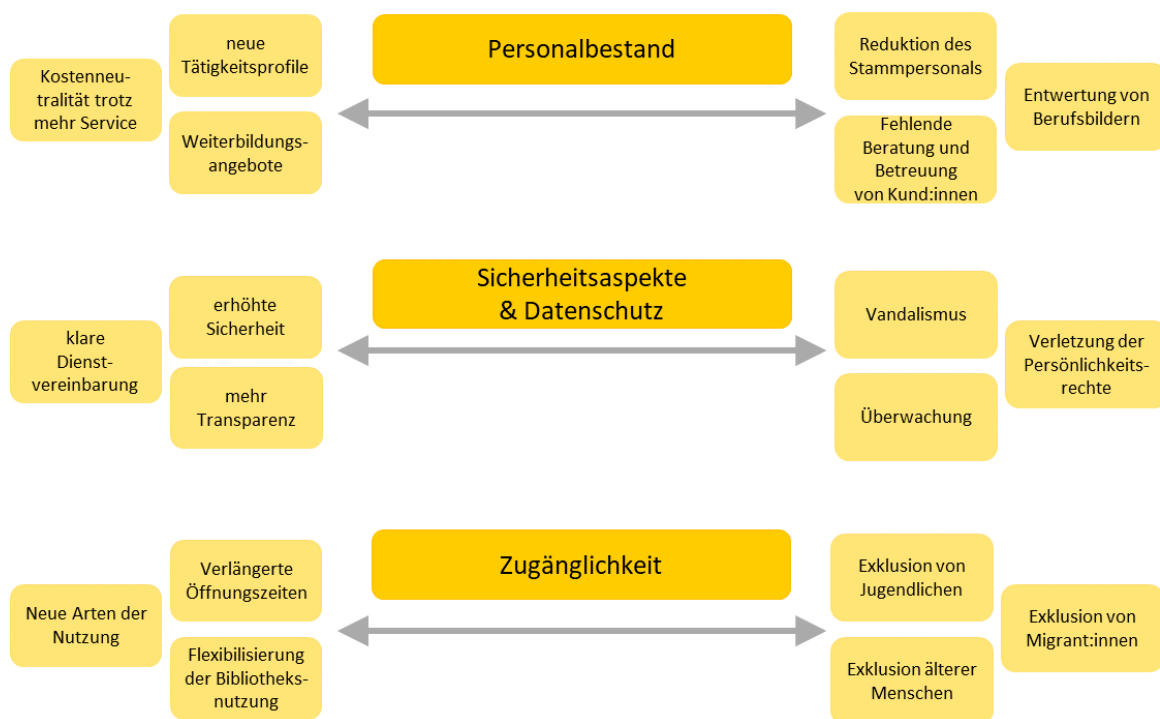 Personalbestand
Kostenneu-
tralität trotz
mehr Service
neue
Tätigkeitsprofile
Weiterbildungs-
angebote
Reduktion des
Stammpersonals
Fehlende
Beratung und
Betreuung
von Kund:innen
Entwertung von
Berufsbildern
Sicherheitsaspekte
& Datenschutz
klare
Dienst-
vereinbarung
erhöhte
Sicherheit
mehr
Transparenz
Vandalismus
Überwachung
Verletzung der
Persönlichkeits-
rechte
Zugänglichkeit
Neue Arten der
Nutzung
Verlängerte
Öffnungszeiten
Flexibilisierung
der Bibliotheks-
nutzung
Exklusion von
Jugendlichen
Exklusion älterer
Menschen
Exklusion von
Migrant:innen